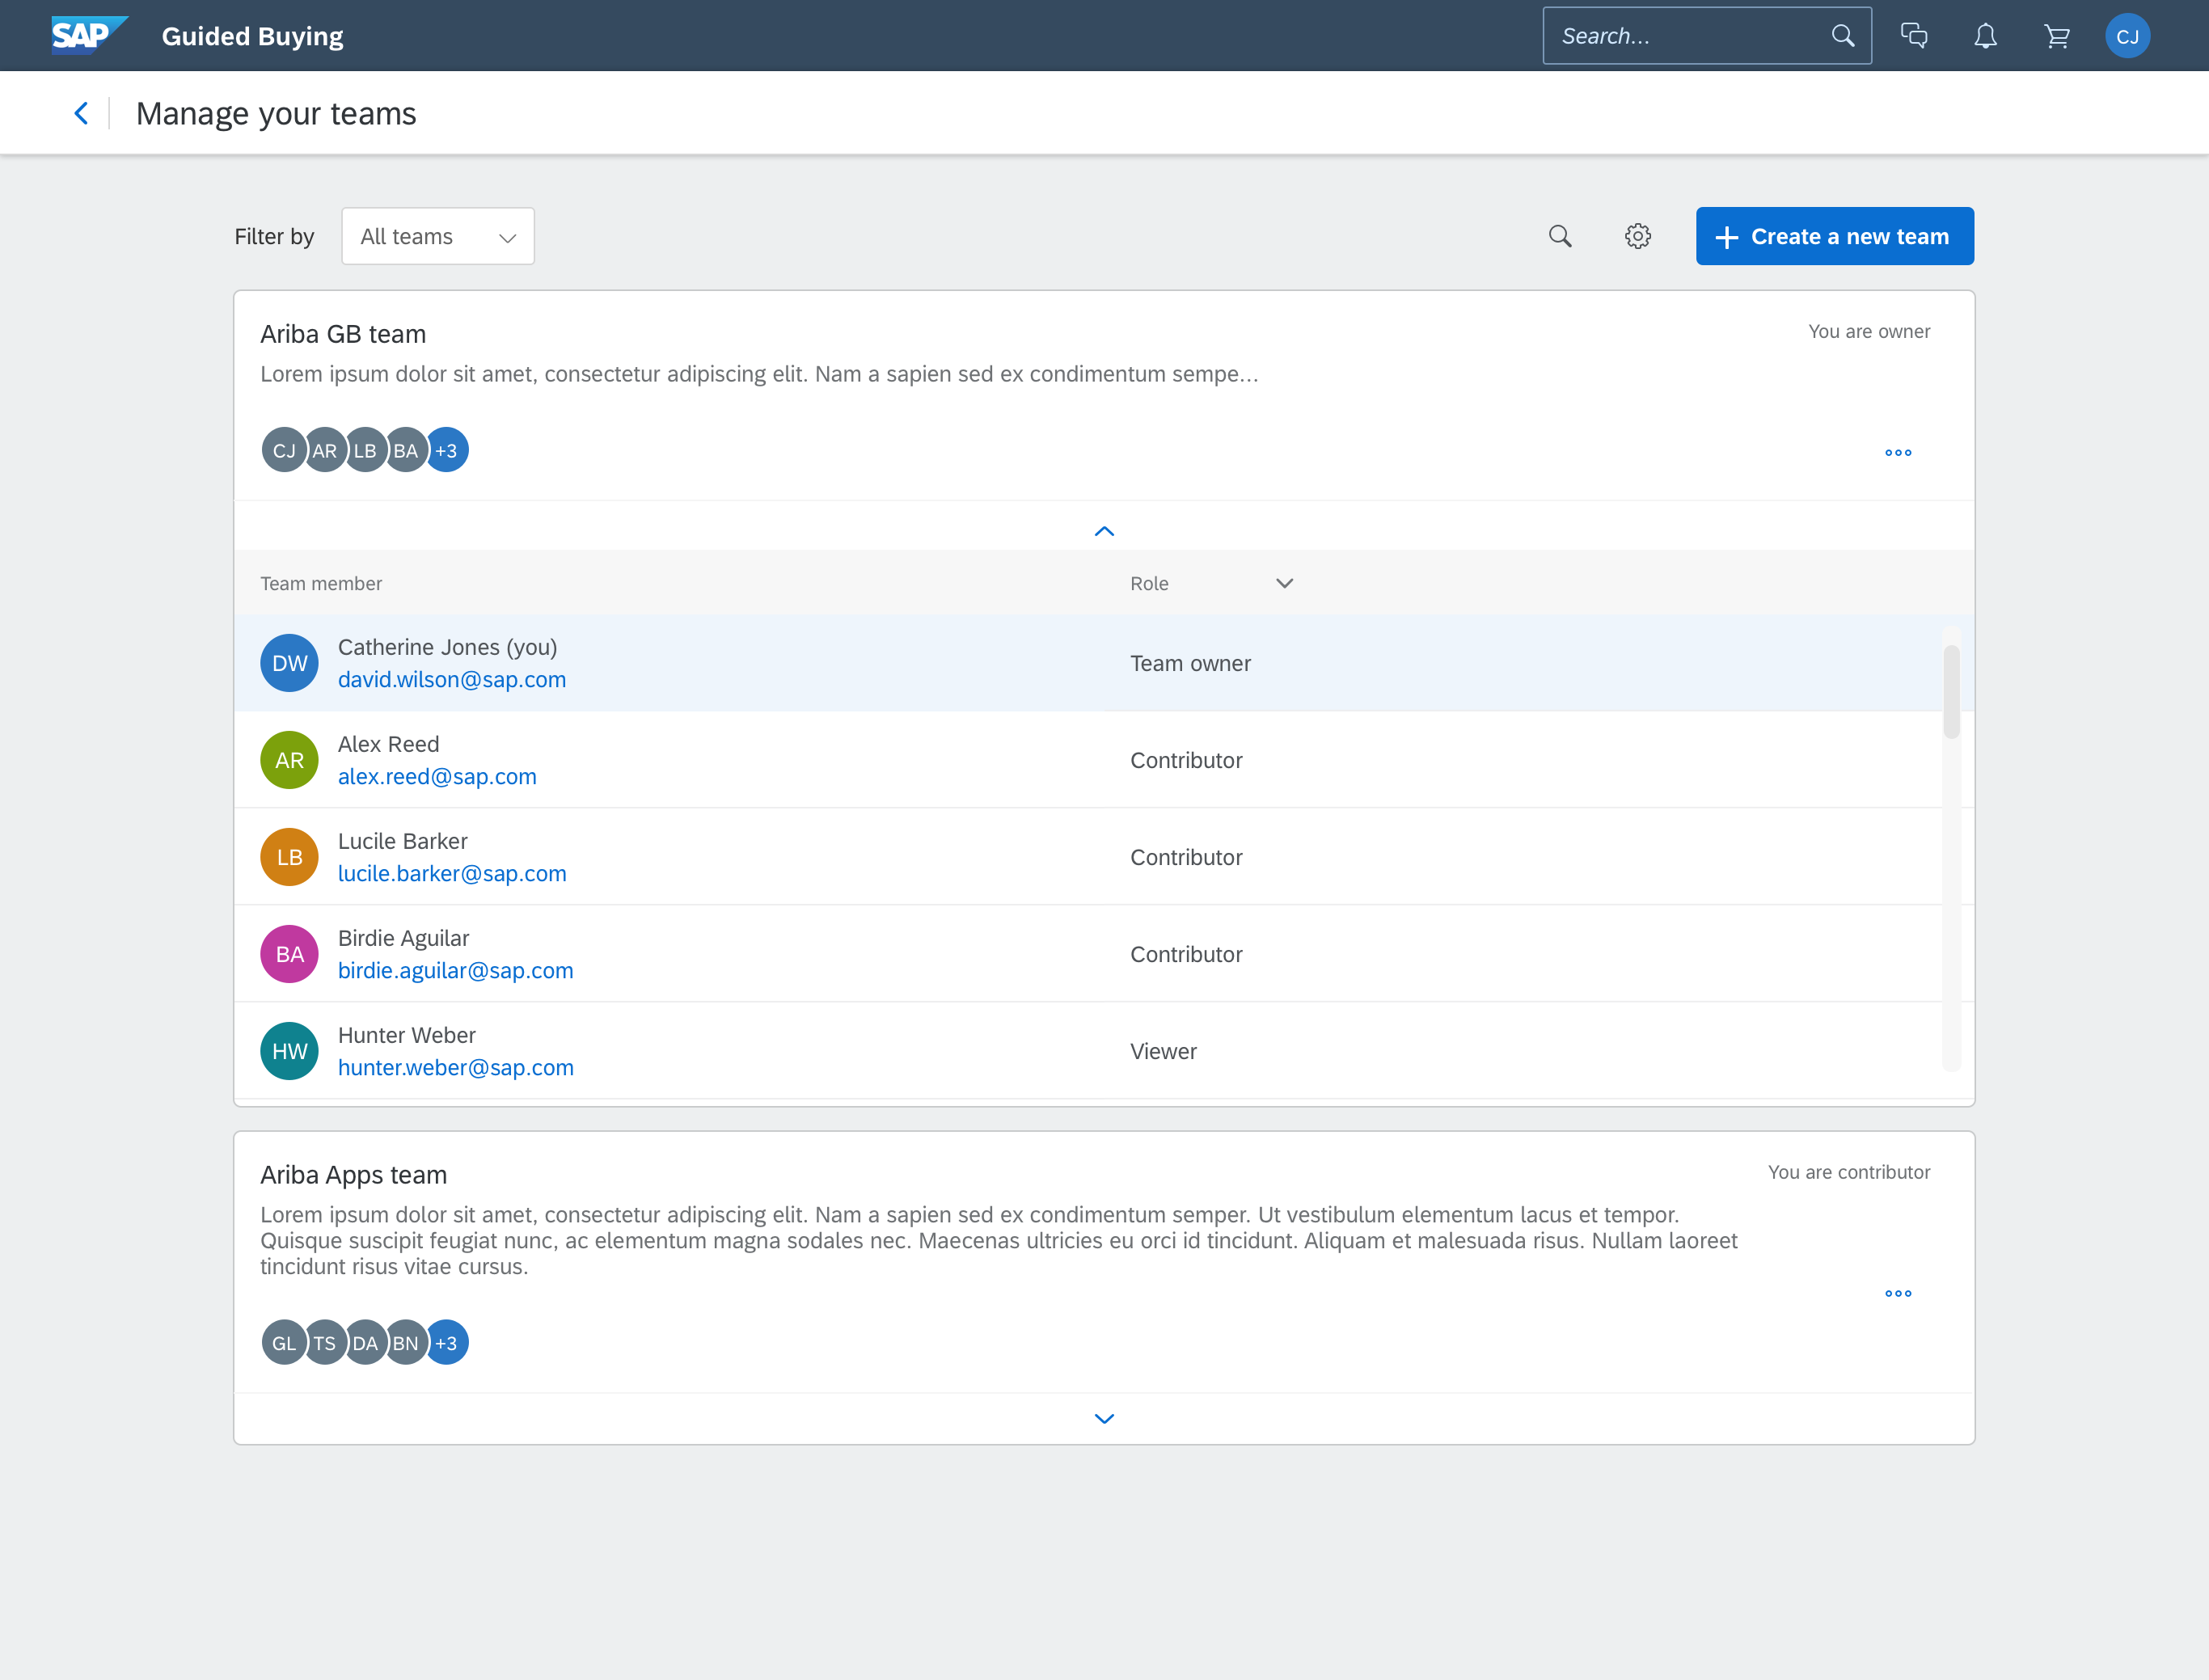 SAP Guided Buying
Search...
CJ
Manage your teams
Filter by
All teams
Create a new team
Ariba GB team
You are owner
Lorem ipsum dolor sit amet, consectetur adipiscing elit. Nam a sapien sed ex condimentum sempe...
CJ AR LB BA +3
Team member
Role
DW
Catherine Jones (you)
david.wilson@sap.com
Team owner
AR
Alex Reed
alex.reed@sap.com
Contributor
LB
Lucile Barker
lucile.barker@sap.com
Contributor
BA
Birdie Aguilar
birdie.aguilar@sap.com
Contributor
HW
Hunter Weber
hunter.weber@sap.com
Viewer
Ariba Apps team
You are contributor
Lorem ipsum dolor sit amet, consectetur adipiscing elit. Nam a sapien sed ex condimentum semper. Ut vestibulum elementum lacus et tempor.
Quisque suscipit feugiat nunc, ac elementum magna sodales nec. Maecenas ultricies eu orci id tincidunt. Aliquam et malesuada risus. Nullam laoreet
tincidunt risus vitae cursus.
GL TS DA BN +3